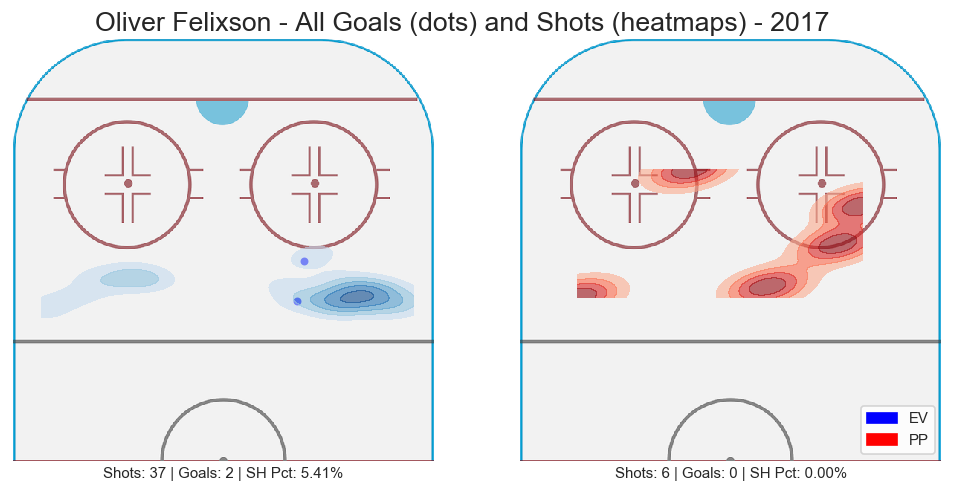 Oliver Felixson - All Goals (dots) and Shots (heatmaps) - 2017
EV
PP
Shots: 37 | Goals: 2 | SH Pct: 5.41%
Shots: 6 | Goals: 0 | SH Pct: 0.00%